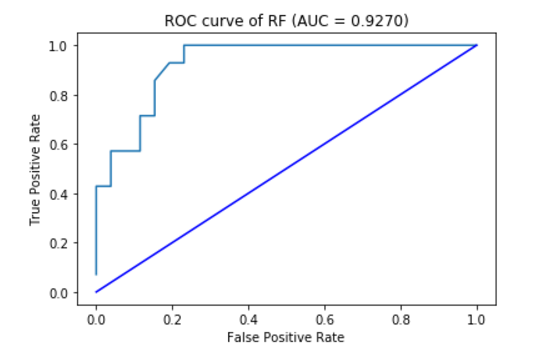 ROC curve of RF (AUC = 0.9270)
True Positive Rate
1.0
0.8
0.6
0.4
0.2
0.0
0.0 0.2 0.4 0.6 0.8 1.0
False Positive Rate